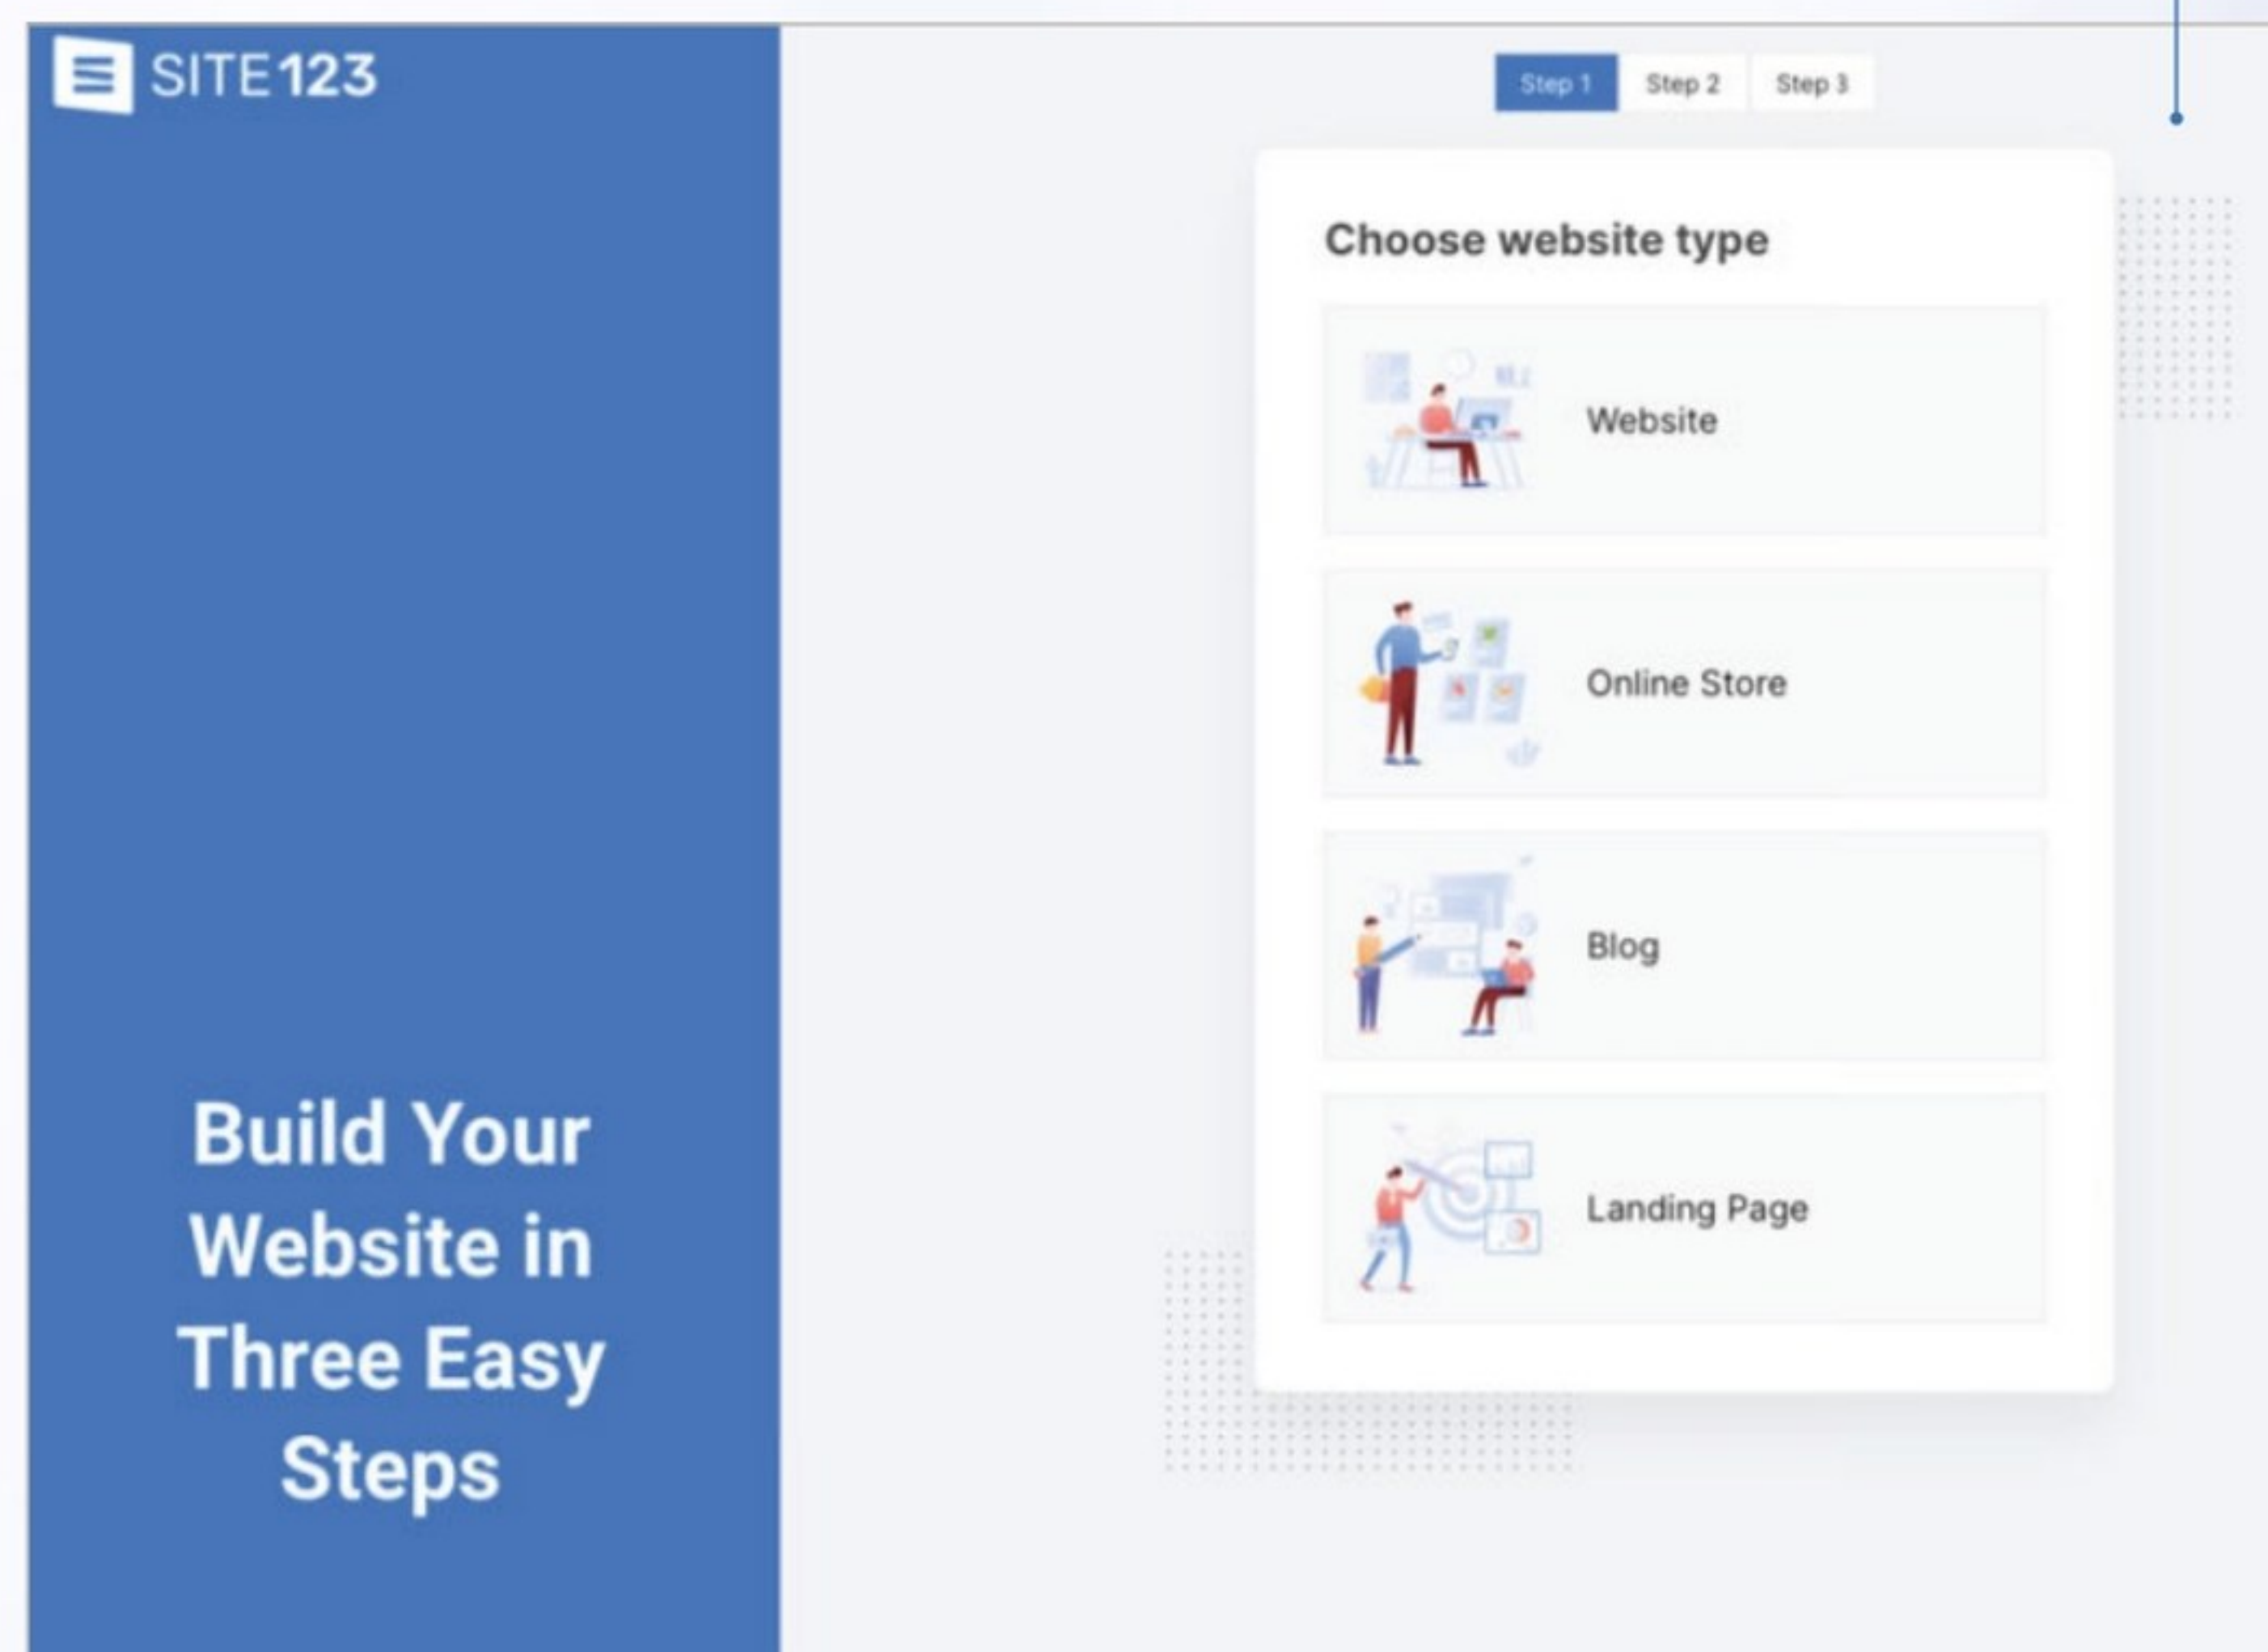 SITE123
Step 1
Step 2
Step 3
Choose website type
Website
Online Store
Blog
Landing Page
Build Your
Website in
Three Easy
Steps